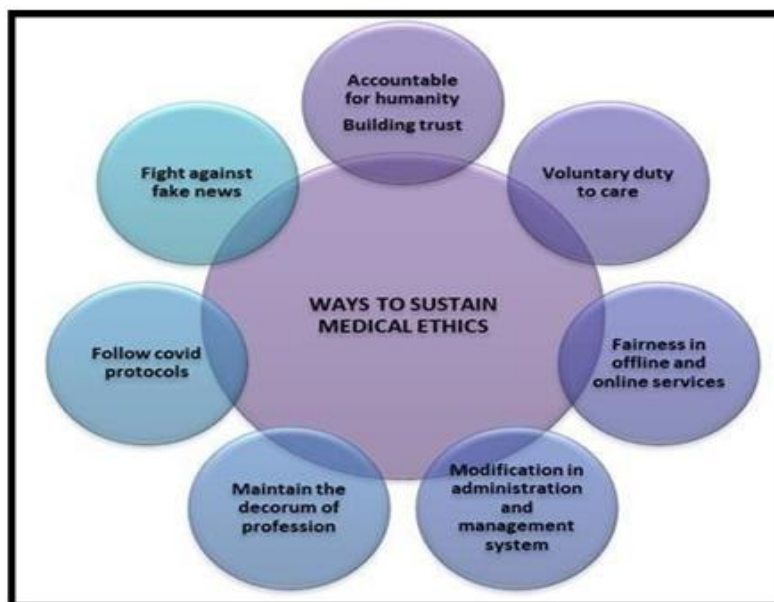 Accountable
for humanity
Building trust
Voluntary duty
to care
Fairness in
offline and
online services
Modification in
administration
and
management
system
Maintain the
decorum of
profession
Follow covid
protocols
Fight against
fake news
WAYS TO SUSTAIN
MEDICAL ETHICS